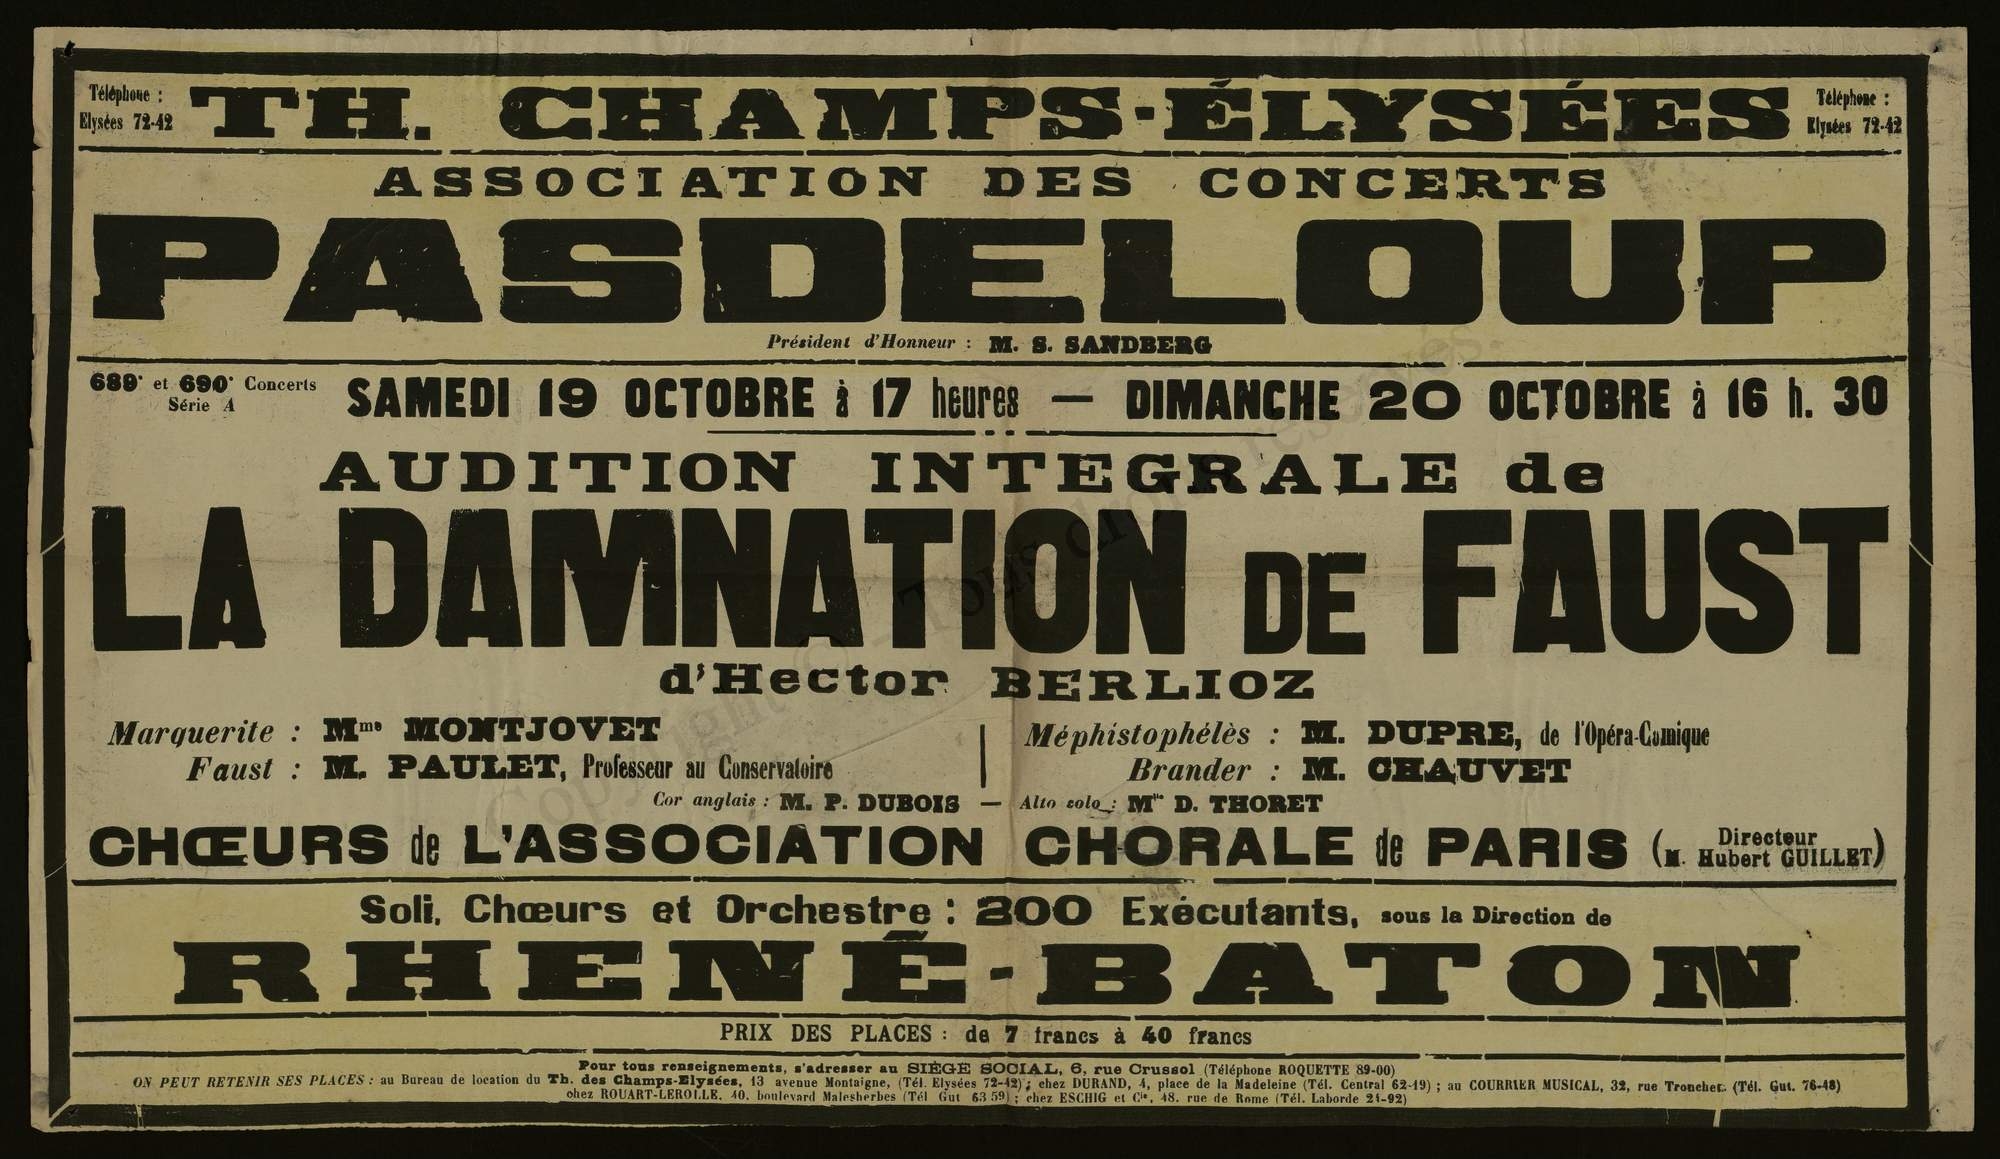 Téléphone :
Elysées 72-42
TH. CHAMPS-ÉLYSÉES
Téléphone :
Elysées 72-42
ASSOCIATION DES CONCERTS
PASDELOUP
Président d'Honneur : M. S. SANDBERG
689e et 690e Concerts
Série A
SAMEDI 19 OCTOBRE à 17 heures — DIMANCHE 20 OCTOBRE à 16 h. 30
AUDITION INTEGRALE de
LA DAMNATION DE FAUST
d'Hector BERLIOZ
Marguerite : Mme MONTJOVET
Faust : M. PAULET, Professeur au Conservatoire
Méphistophélès : M. DUPRE, de l'Opéra-Comique
Brander : M. CHAUVET
Cor anglais : M. P. DUBOIS — Alto solo : Mlle D. THORET
CHŒURS de L'ASSOCIATION CHORALE de PARIS (Directeur
M. Hubert GUILLET)
Soli, Chœurs et Orchestre : 200 Exécutants, sous la Direction de
RHENÉ-BATON
PRIX DES PLACES : de 7 francs à 40 francs
Pour tous renseignements, s'adresser au SIÈGE SOCIAL, 6, rue Crussol (Téléphone ROQUETTE 89-00)
ON PEUT RETENIR SES PLACES : au Bureau de location du Th. des Champs-Elysées, 13 avenue Montaigne, (Tél. Elysées 72-42) ; chez DURAND, 4, place de la Madeleine (Tél. Central 62-19) ; au COURRIER MUSICAL, 32, rue Tronchet (Tél. Gut. 76-48)
chez ROUART-LEROLLE, 40, boulevard Malesherbes (Tél Gut 63 59) ; chez ESCHIG et Cie, 48, rue de Rome (Tél. Laborde 21-92)
Copyright © - Tous droits réservés.